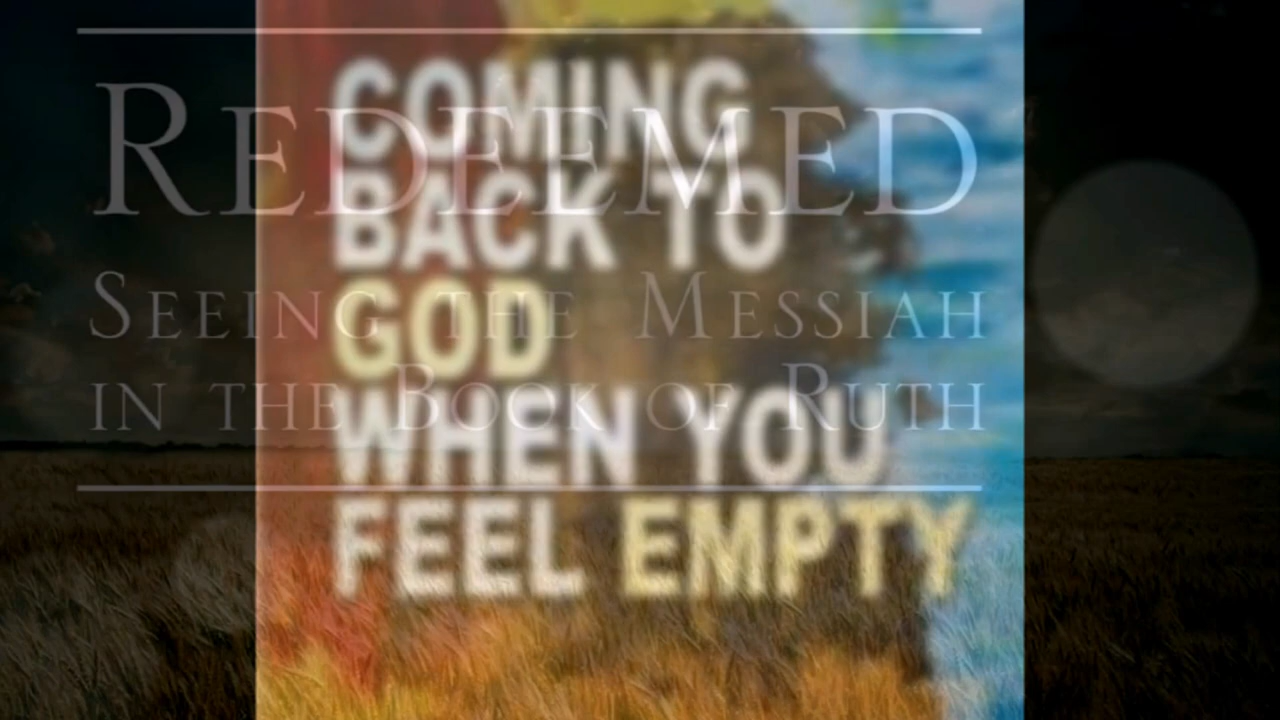 REDEEMED
SEEING THE MESSIAH
IN THE BOOK OF RUTH
COMING
BACK TO
GOD
WHEN YOU
FEEL EMPTY